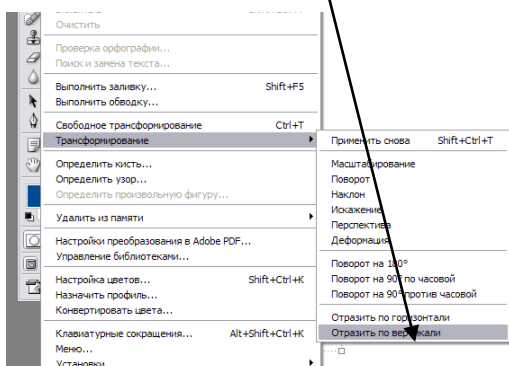 Очистить
Проверка орфографии...
Поиск и замена текста...
Выполнить заливку... Shift+F5
Выполнить обводку...
Свободное трансформирование Ctrl+T
Трансформирование
Определить кисть...
Определить узор...
Определить произвольную фигуру...
Удалить из памяти
Настройки преобразования в Adobe PDF...
Управление библиотеками...
Настройка цветов... Shift+Ctrl+K
Назначить профиль...
Конвертировать цвета...
Клавиатурные сокращения... Alt+Shift+Ctrl+K
Меню...
Установки
Применить снова Shift+Ctrl+T
Масштабирование
Поворот
Наклон
Искажение
Перспектива
Деформация
Поворот на 180°
Поворот на 90° по часовой
Поворот на 90° против часовой
Отразить по горизонтали
Отразить по вертикали